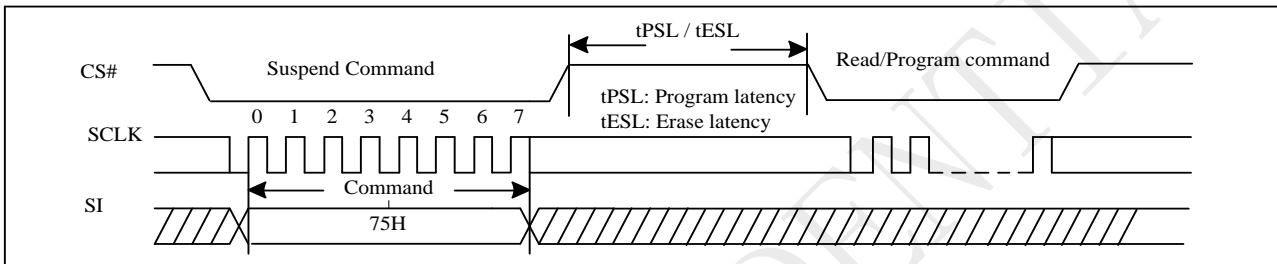 tPSL / tESL
CS#
Suspend Command
Read/Program command
tPSL: Program latency
tESL: Erase latency
0 1 2 3 4 5 6 7
SCLK
Command
SI
75H